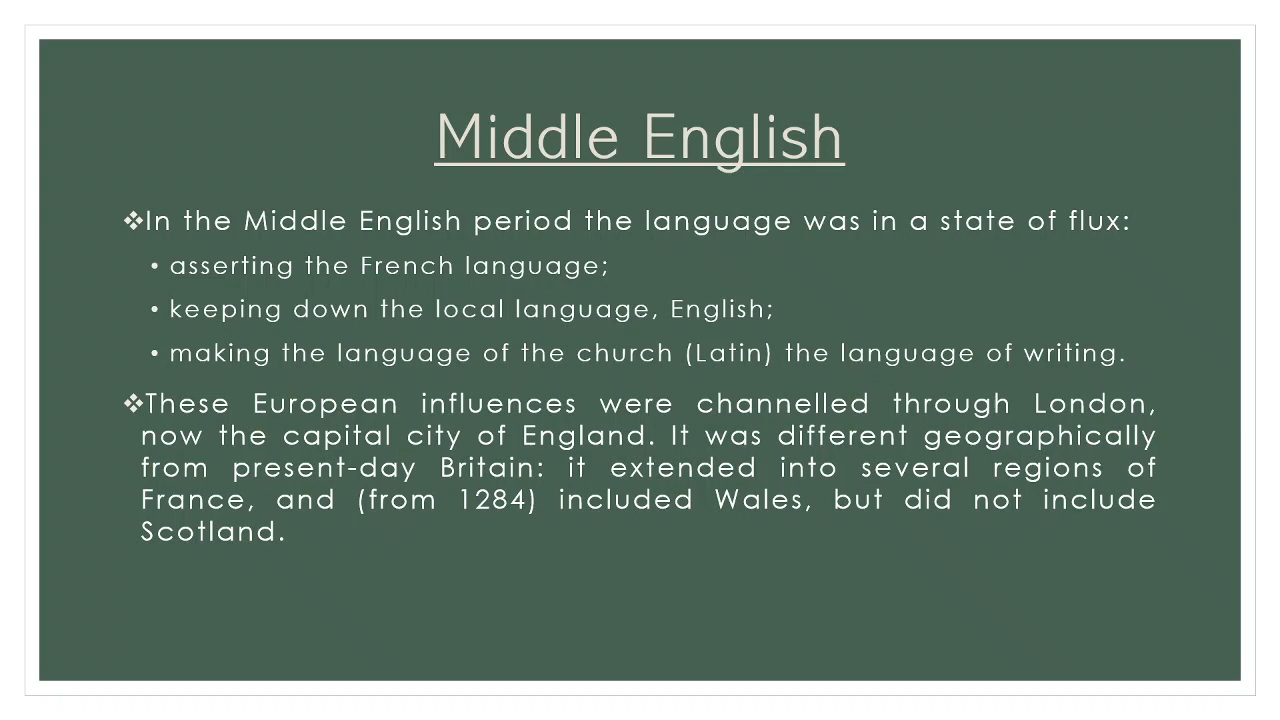 Middle English
❖In the Middle English period the language was in a state of flux:
• asserting the French language;
• keeping down the local language, English;
• making the language of the church (Latin) the language of writing.
❖These European influences were channelled through London,
now the capital city of England. It was different geographically
from present-day Britain: it extended into several regions of
France, and (from 1284) included Wales, but did not include
Scotland.